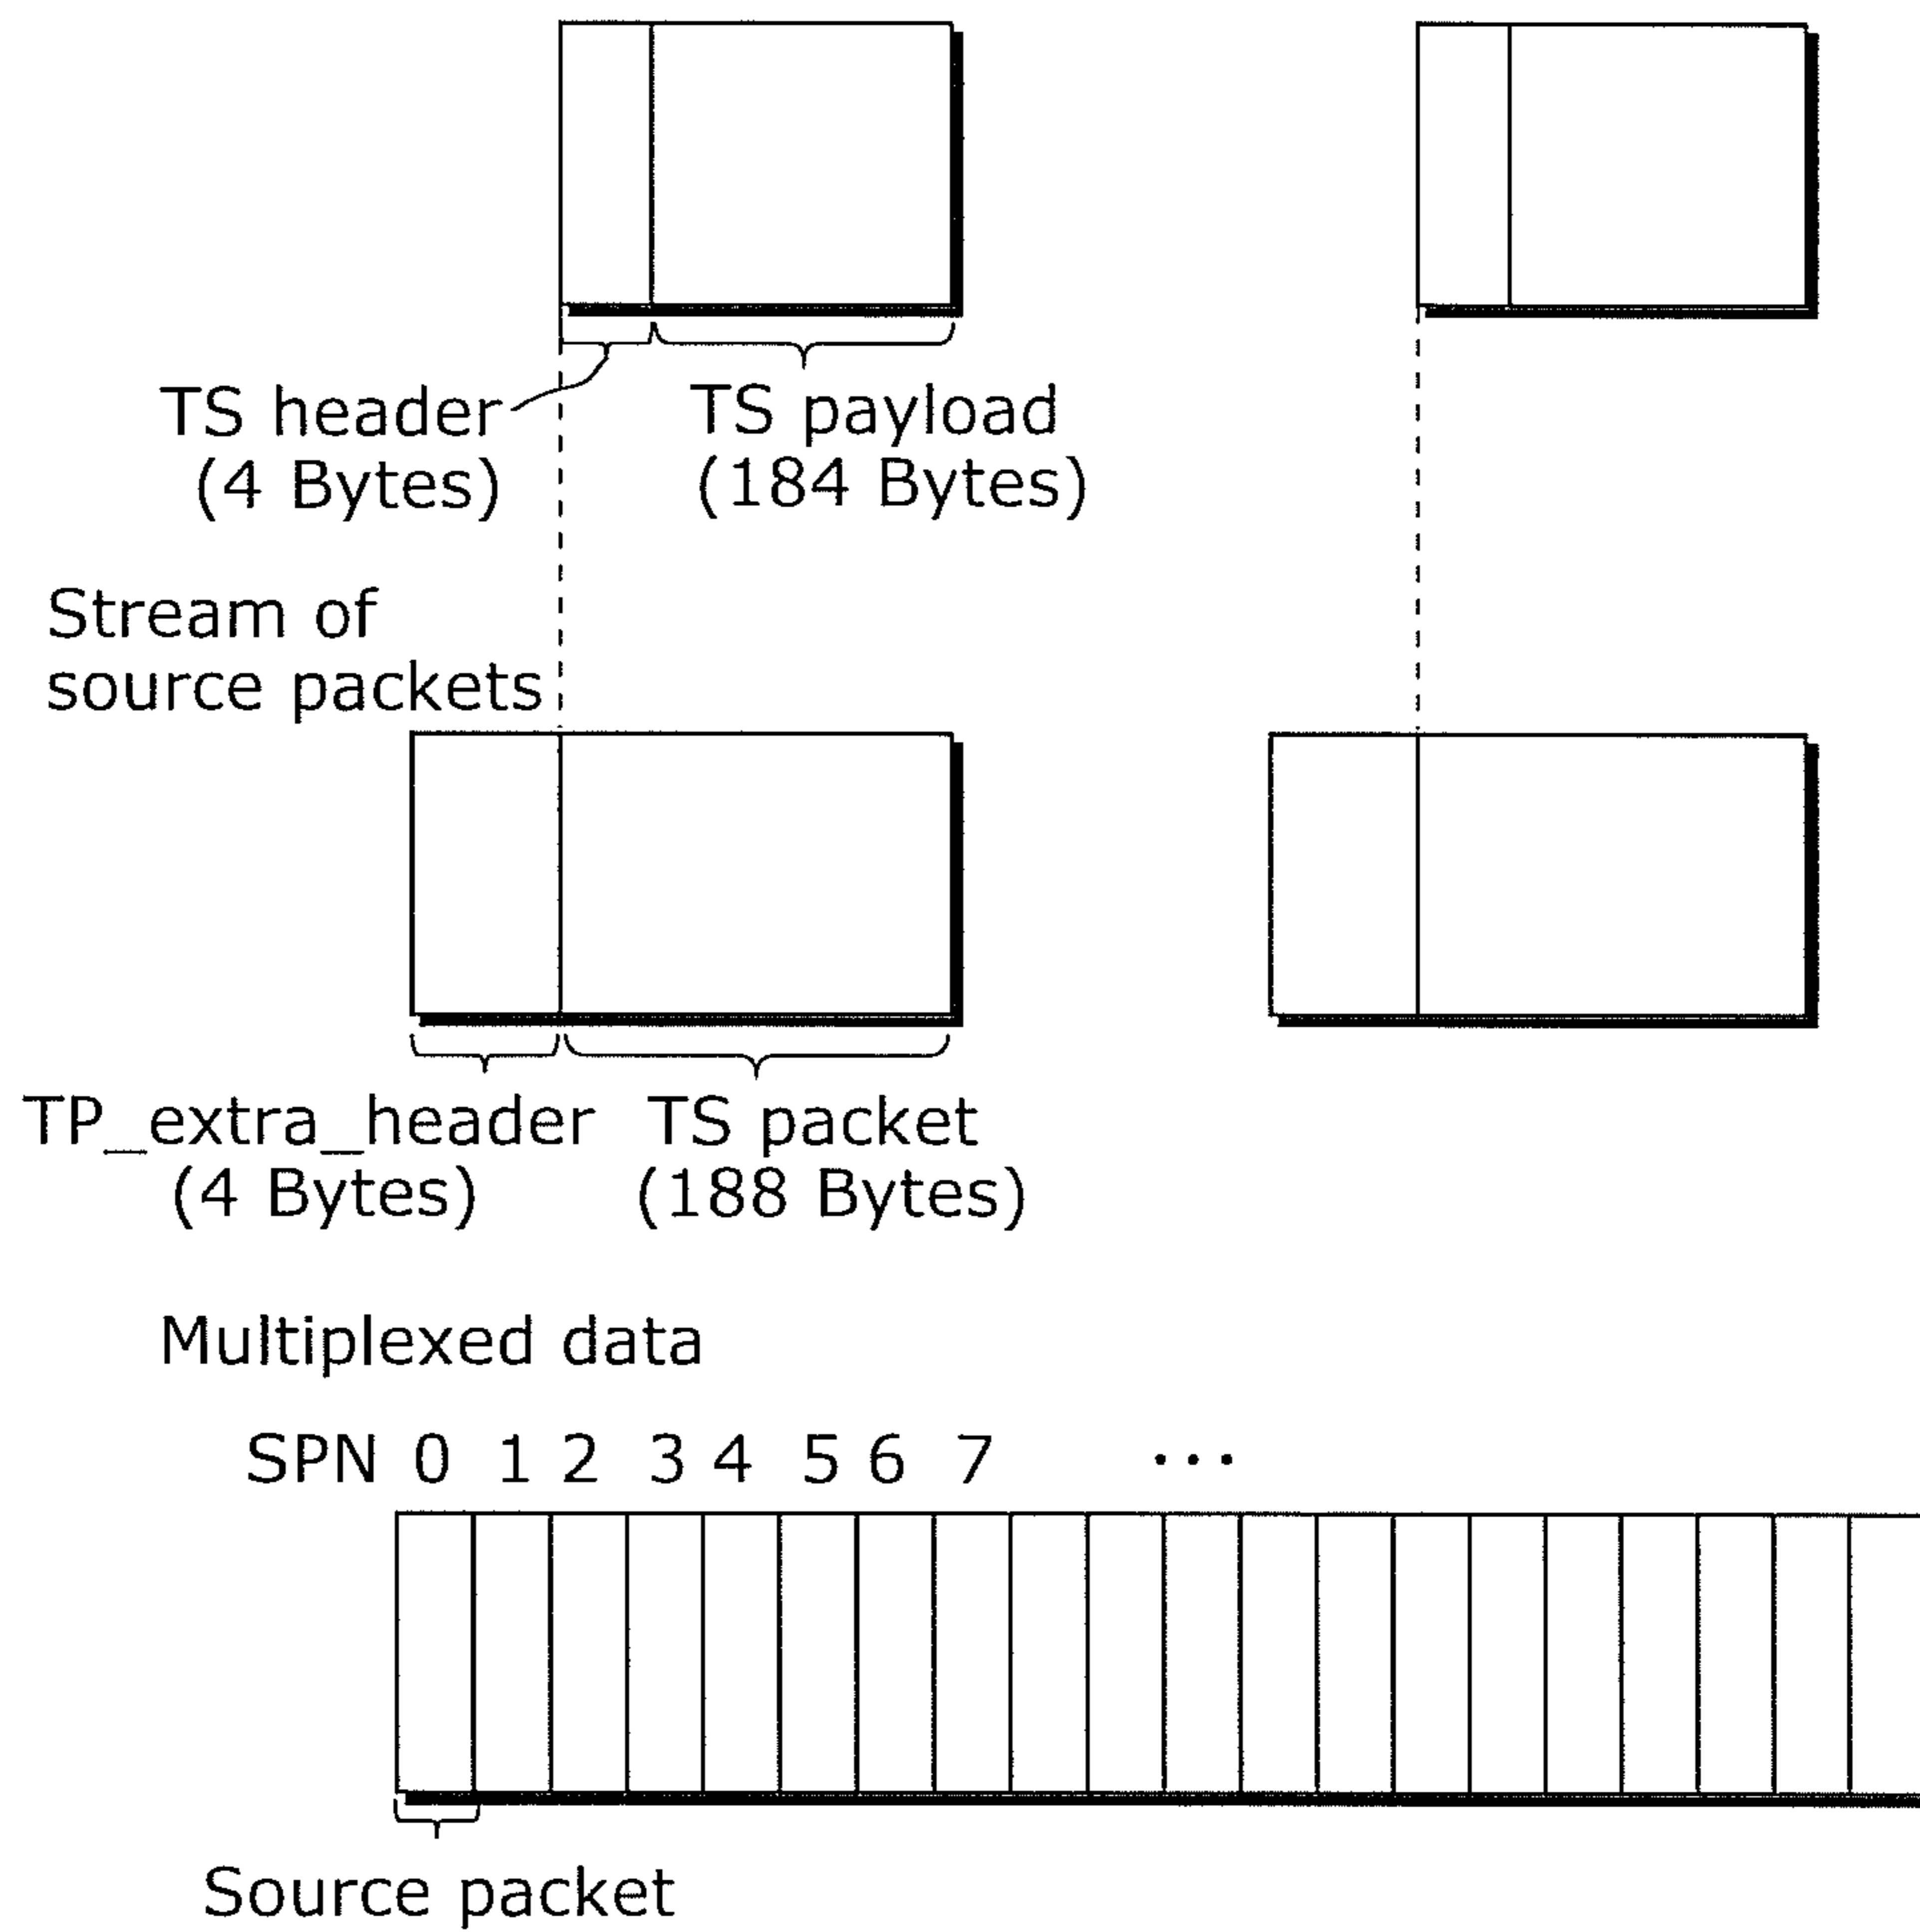 TS header
(4 Bytes)
TS payload
(184 Bytes)
Stream of
source packets
TP_extra_header
(4 Bytes)
TS packet
(188 Bytes)
Multiplexed data
SPN 0 1 2 3 4 5 6 7 ...
Source packet